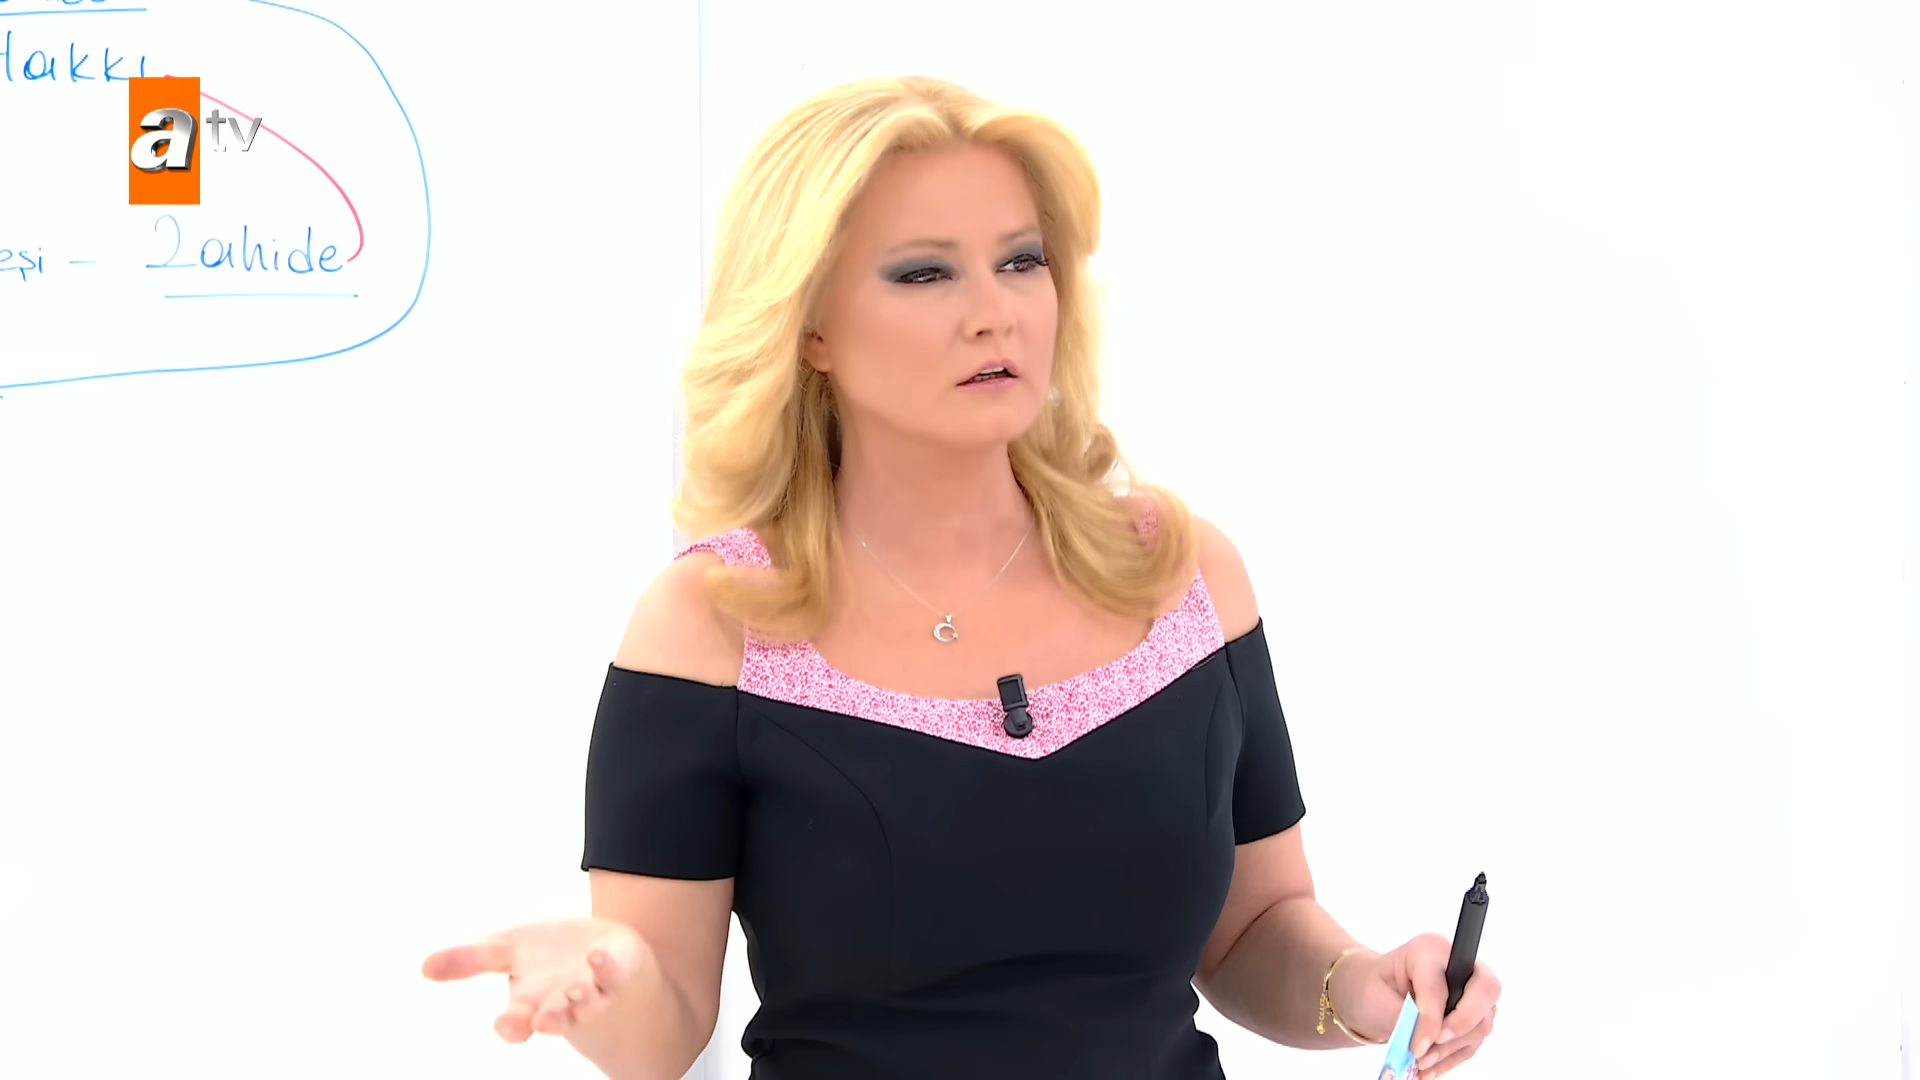 Hakkı
atv
eşi - Zahide